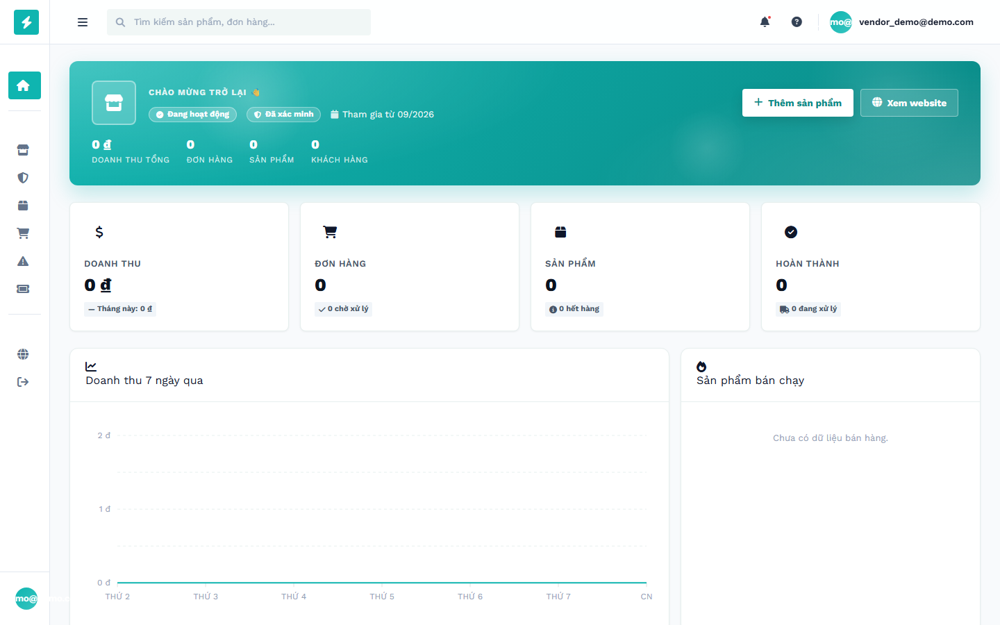 Tìm kiếm sản phẩm, đơn hàng...
mo@
vendor_demo@demo.com
CHÀO MỪNG TRỞ LẠI 👋
Đang hoạt động
Đã xác minh
Tham gia từ 09/2026
Thêm sản phẩm
Xem website
0 ₫
DOANH THU TỔNG
0
ĐƠN HÀNG
0
SẢN PHẨM
0
KHÁCH HÀNG
DOANH THU
0 ₫
Tháng này: 0 ₫
ĐƠN HÀNG
0
0 chờ xử lý
SẢN PHẨM
0
0 hết hàng
HOÀN THÀNH
0
0 đang xử lý
Doanh thu 7 ngày qua
2 đ
1 đ
0 đ
THỨ 2
THỨ 3
THỨ 4
THỨ 5
THỨ 6
THỨ 7
CN
Sản phẩm bán chạy
Chưa có dữ liệu bán hàng.
mo@